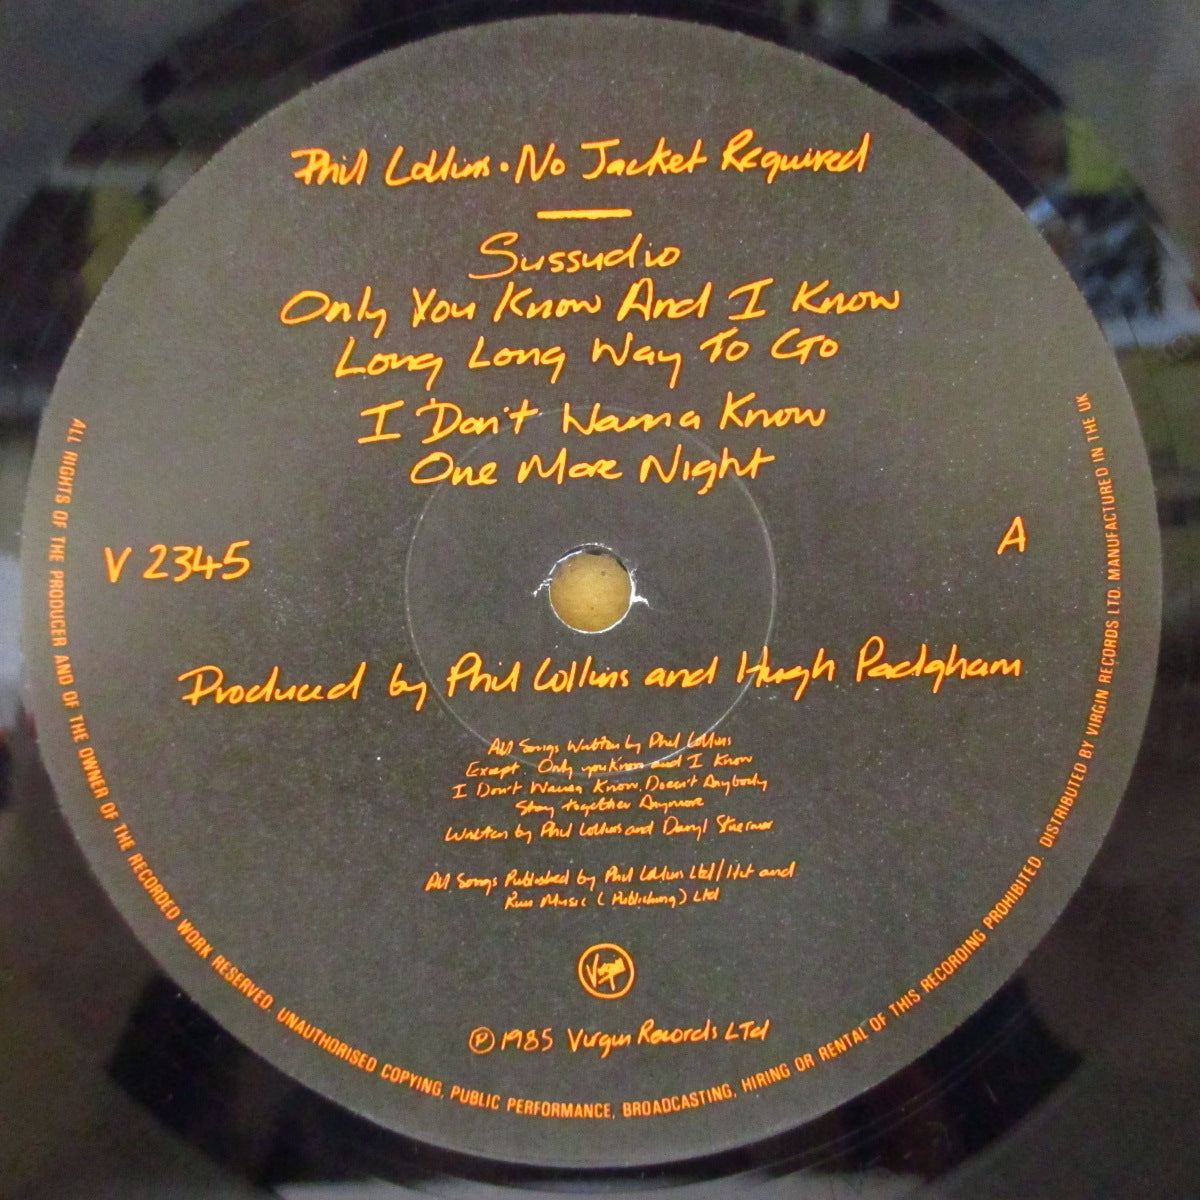 Phil Collins · No Jacket Required
Sussudio
Only You Know And I Know
Long Long Way To Go
I Don't Wanna Know
One More Night
V 2345
A
Produced by Phil Collins and Hugh Padgham
All Songs Written by Phil Collins
Except. Only you Know and I Know
I Don't Wanna Know, Doesn't Anybody
Stay together Anymore
Written by Phil Collins and Daryl Stuermer
All Songs Published by Phil Collins Ltd/Hit and
Run Music (Publishing) Ltd
Virgin
℗ 1985 Virgin Records LTd
ALL RIGHTS OF THE PRODUCER AND OF THE OWNER OF THE RECORDED WORK RESERVED. UNAUTHORISED COPYING, PUBLIC PERFORMANCE, BROADCASTING, HIRING OR RENTAL OF THIS RECORDING PROHIBITED. DISTRIBUTED BY VIRGIN RECORDS LTD. MANUFACTURED IN THE UK